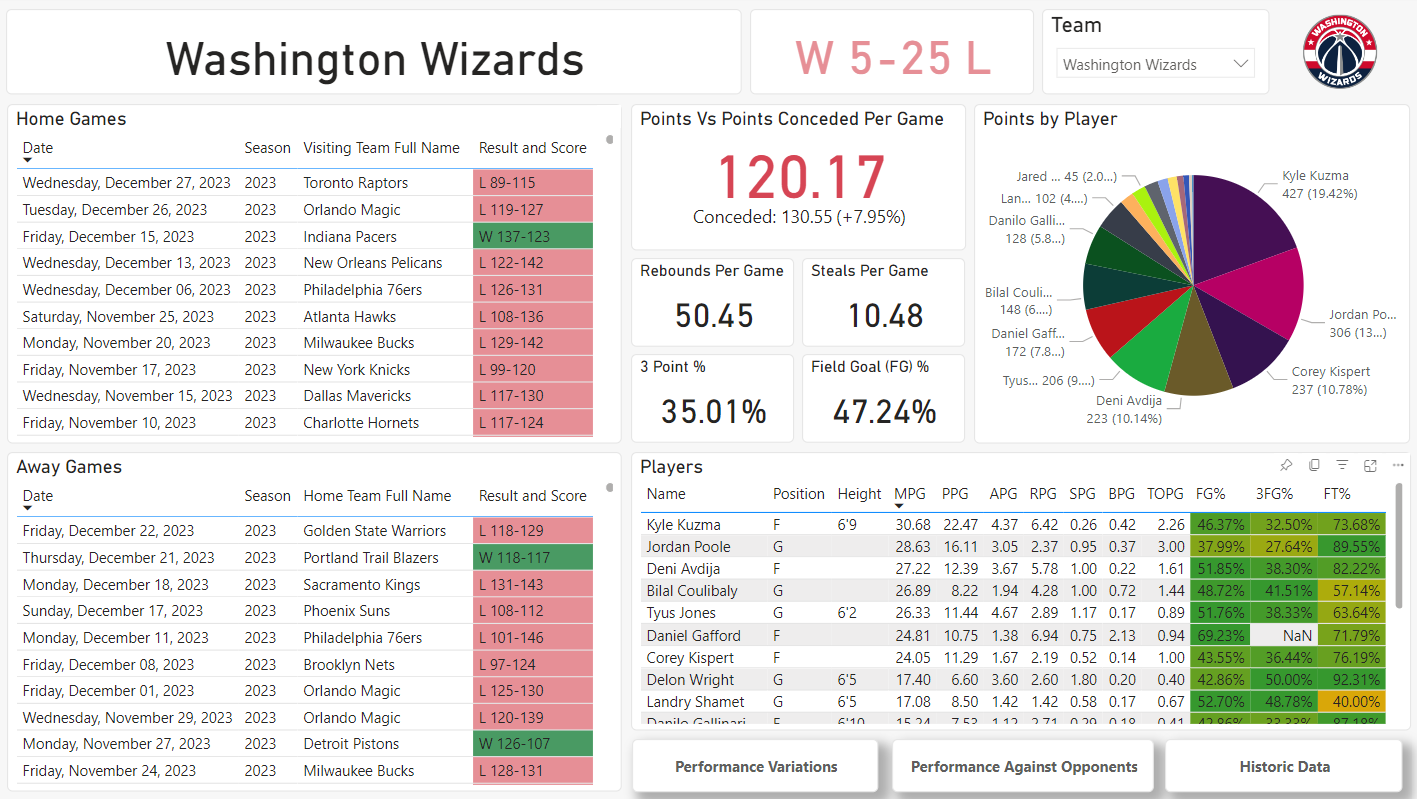 Washington Wizards
W 5-25 L
Team
Washington Wizards
WASHINGTON
WIZARDS
Home Games
Date Season Visiting Team Full Name Result and Score
Wednesday, December 27, 2023 2023 Toronto Raptors L 89-115
Tuesday, December 26, 2023 2023 Orlando Magic L 119-127
Friday, December 15, 2023 2023 Indiana Pacers W 137-123
Wednesday, December 13, 2023 2023 New Orleans Pelicans L 122-142
Wednesday, December 06, 2023 2023 Philadelphia 76ers L 126-131
Saturday, November 25, 2023 2023 Atlanta Hawks L 108-136
Monday, November 20, 2023 2023 Milwaukee Bucks L 129-142
Friday, November 17, 2023 2023 New York Knicks L 99-120
Wednesday, November 15, 2023 2023 Dallas Mavericks L 117-130
Friday, November 10, 2023 2023 Charlotte Hornets L 117-124
Points Vs Points Conceded Per Game
120.17
Conceded: 130.55 (+7.95%)
Rebounds Per Game
50.45
Steals Per Game
10.48
3 Point %
35.01%
Field Goal (FG) %
47.24%
Points by Player
Kyle Kuzma
427 (19.42%)
Jordan Po...
306 (13...)
Corey Kispert
237 (10.78%)
Deni Avdija
223 (10.14%)
Tyus... 206 (9....)
Daniel Gaff...
172 (7.8...)
Bilal Couli...
148 (6....)
Danilo Galli...
128 (5.8...)
Lan... 102 (4....)
Jared ... 45 (2.0...)
Away Games
Date Season Home Team Full Name Result and Score
Friday, December 22, 2023 2023 Golden State Warriors L 118-129
Thursday, December 21, 2023 2023 Portland Trail Blazers W 118-117
Monday, December 18, 2023 2023 Sacramento Kings L 131-143
Sunday, December 17, 2023 2023 Phoenix Suns L 108-112
Monday, December 11, 2023 2023 Philadelphia 76ers L 101-146
Friday, December 08, 2023 2023 Brooklyn Nets L 97-124
Friday, December 01, 2023 2023 Orlando Magic L 125-130
Wednesday, November 29, 2023 2023 Orlando Magic L 120-139
Monday, November 27, 2023 2023 Detroit Pistons W 126-107
Friday, November 24, 2023 2023 Milwaukee Bucks L 128-131
Players
Name Position Height MPG PPG APG RPG SPG BPG TOPG FG% 3FG% FT%
Kyle Kuzma F 6'9 30.68 22.47 4.37 6.42 0.26 0.42 2.26 46.37% 32.50% 73.68%
Jordan Poole G 28.63 16.11 3.05 2.37 0.95 0.37 3.00 37.99% 27.64% 89.55%
Deni Avdija F 27.22 12.39 3.67 5.78 1.00 0.22 1.61 51.85% 38.30% 82.22%
Bilal Coulibaly G 26.89 8.22 1.94 4.28 1.00 0.72 1.44 48.72% 41.51% 57.14%
Tyus Jones G 6'2 26.33 11.44 4.67 2.89 1.17 0.17 0.89 51.76% 38.33% 63.64%
Daniel Gafford F 24.81 10.75 1.38 6.94 0.75 2.13 0.94 69.23% NaN 71.79%
Corey Kispert F 24.05 11.29 1.67 2.19 0.52 0.14 1.00 43.55% 36.44% 76.19%
Delon Wright G 6'5 17.40 6.60 3.60 2.60 1.80 0.20 0.40 42.86% 50.00% 92.31%
Landry Shamet G 6'5 17.08 8.50 1.42 1.42 0.58 0.17 0.67 52.70% 48.78% 40.00%
Danilo Gallinari F 6'10 15.24 7.53 1.12 2.71 0.29 0.18 0.41 42.86% 33.33% 87.18%
Performance Variations
Performance Against Opponents
Historic Data